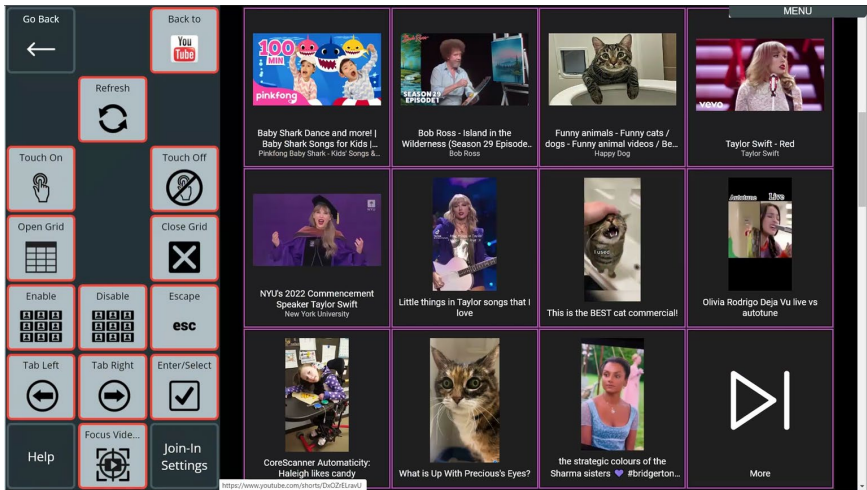 Go Back
Back to
You
Tube
Refresh
Touch On
Touch Off
Open Grid
Close Grid
Enable
Disable
Escape
esc
Tab Left
Tab Right
Enter/Select
Help
Focus Vide...
Join-In
Settings
MENU
100
MIN
pinkfong
Baby Shark Dance and more! |
Baby Shark Songs for Kids |...
Pinkfong Baby Shark - Kids' Songs &...
SEASON 29
EPISODE 1
Bob Ross - Island in the
Wilderness (Season 29 Episode...
Bob Ross
Funny animals - Funny cats /
dogs - Funny animal videos / Be...
Happy Dog
vevo
Taylor Swift - Red
Taylor Swift
NYU's 2022 Commencement
Speaker Taylor Swift
New York University
Little things in Taylor songs that I
love
I used
This is the BEST cat commercial!
Autotune Live
Olivia Rodrigo Deja Vu live vs
autotune
CoreScanner Automaticity:
Haleigh likes candy
What is Up With Precious's Eyes?
the strategic colours of the
Sharma sisters 💜 #bridgerton...
More
https://www.youtube.com/shorts/DxOZrELravU